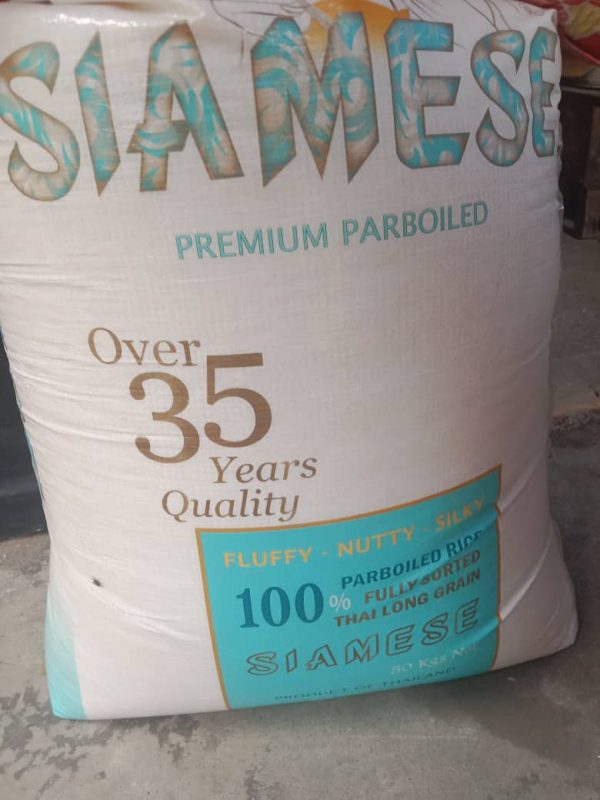 SIAMESE
PREMIUM PARBOILED
Over
35
Years
Quality
FLUFFY - NUTTY - SILKY
100% PARBOILED RICE
FULLY SORTED
THAI LONG GRAIN
SIAMESE
50 Kgs Net
PRODUCT OF THAILAND